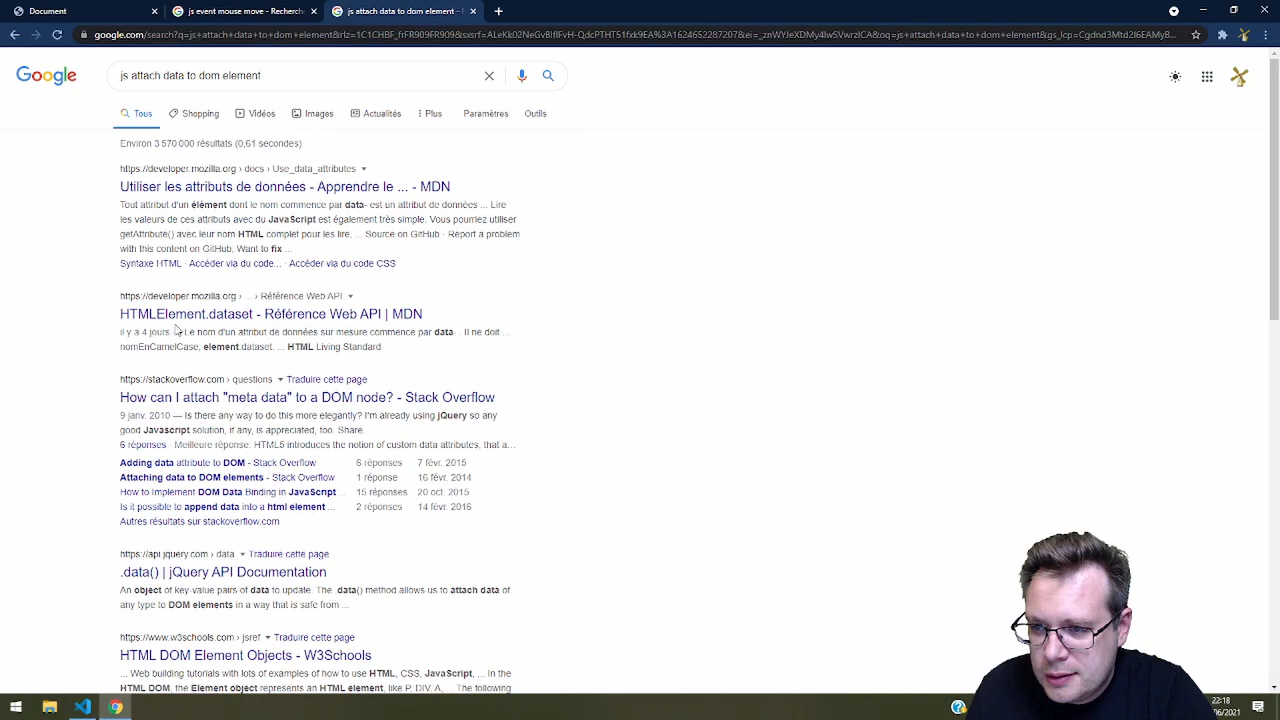 Document
event muse move - Recherc
attach data to dom element -
google.com/search?q=js+attach+data+to+dom+element&rlz=1C1CHBF_frFR909FR909&sxsrf=
js attach data to dom element
Google
Tous
Shopping
Vidéos
Images
Actualités
Plus
Paramètres
Outils
Environ 3 570 000 résultats (0,61 secondes)
https://developer.mozilla.org › docs › Use_data_attributes
Utiliser les attributs de données - Apprendre le ... - MDN
Tout attribut d'un élément dont le nom commence par data- est un attribut de données ... Lire
les valeurs de ces attributs avec du JavaScript est également très simple. Vous pourriez utiliser
getAttribute() avec leur nom HTML complet pour les lire, ... Source on GitHub · Report a problem
with this content on GitHub; Want to fix ...
Syntaxe HTML · Accéder via du code... · Accéder via du code CSS
https://developer.mozilla.org › ... › Référence Web API
HTMLElement.dataset - Référence Web API | MDN
il y a 4 jours — Le nom d'un attribut de données sur mesure commence par data- . Il ne doit ...
nomEnCamelCase; element.dataset. ... HTML Living Standard
https://stackoverflow.com › questions
Traduire cette page
How can I attach "meta data" to a DOM node? - Stack Overflow
9 janv. 2010 — Is there any way to do this more elegantly? I'm already using jQuery so any
good Javascript solution, if any, is appreciated, too. Share.
6 réponses · Meilleure réponse: HTML5 introduces the notion of custom data attributes, that a...
Adding data attribute to DOM - Stack Overflow 6 réponses 7 févr. 2015
Attaching data to DOM elements - Stack Overflow 1 réponse 16 févr. 2014
How to Implement DOM Data Binding in JavaScript ... 15 réponses 20 oct. 2015
Is it possible to append data into a html element ... 2 réponses 14 févr. 2016
Autres résultats sur stackoverflow.com
https://api.jquery.com › data
Traduire cette page
.data() | jQuery API Documentation
An object of key-value pairs of data to update. The .data() method allows us to attach data of
any type to DOM elements in a way that is safe from ...
https://www.w3schools.com › jsref
Traduire cette page
HTML DOM Element Objects - W3Schools
... Web building tutorials with lots of examples of how to use HTML, CSS, JavaScript, ... In the
HTML DOM, the Element object represents an HTML element, like P, DIV, A, ... The following
22:18
06/2021